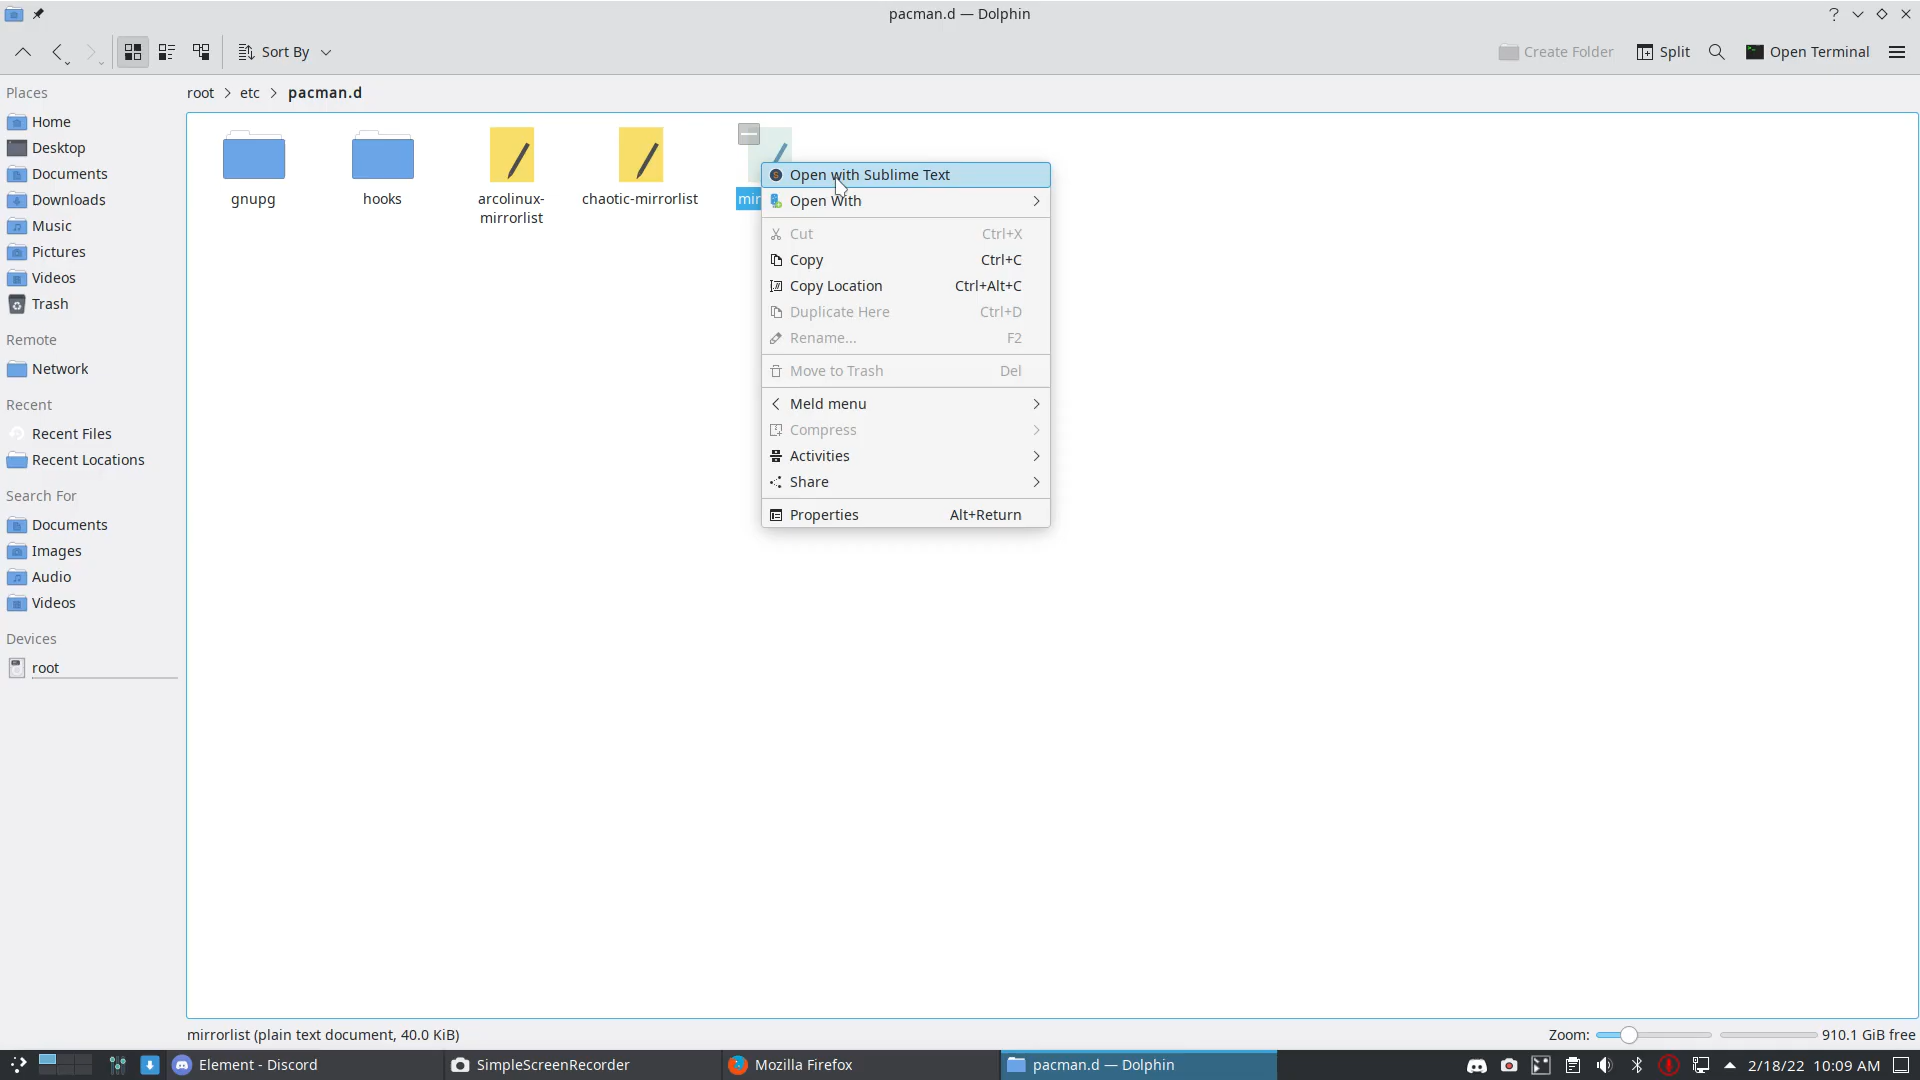 pacman.d — Dolphin
Sort By
Create Folder
Split
Open Terminal
Places
root > etc > pacman.d
Home
Desktop
Documents
Downloads
Music
Pictures
Videos
Trash
Remote
Network
Recent
Recent Files
Recent Locations
Search For
Documents
Images
Audio
Videos
Devices
root
gnupg
hooks
arcolinux-
mirrorlist
chaotic-mirrorlist
mir
Open with Sublime Text
Open With
Cut Ctrl+X
Copy Ctrl+C
Copy Location Ctrl+Alt+C
Duplicate Here Ctrl+D
Rename... F2
Move to Trash Del
Meld menu
Compress
Activities
Share
Properties Alt+Return
mirrorlist (plain text document, 40.0 KiB)
Zoom:
910.1 GiB free
Element - Discord
SimpleScreenRecorder
Mozilla Firefox
pacman.d — Dolphin
2/18/22 10:09 AM